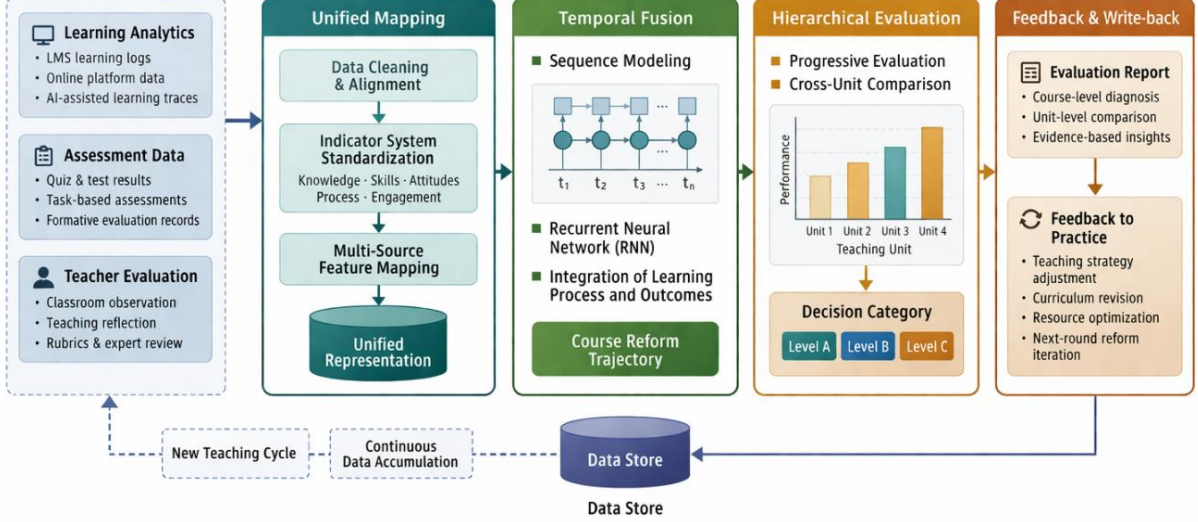 Learning Analytics
• LMS learning logs
• Online platform data
• AI-assisted learning traces
Assessment Data
• Quiz & test results
• Task-based assessments
• Formative evaluation records
Teacher Evaluation
• Classroom observation
• Teaching reflection
• Rubrics & expert review
Unified Mapping
Data Cleaning
& Alignment
Indicator System
Standardization
Knowledge · Skills · Attitudes
Process · Engagement
Multi-Source
Feature Mapping
Unified
Representation
Temporal Fusion
Sequence Modeling
... 
...
t1 t2 t3 ... tn
Recurrent Neural
Network (RNN)
Integration of Learning
Process and Outcomes
Course Reform
Trajectory
Hierarchical Evaluation
Progressive Evaluation
Cross-Unit Comparison
Performance
Unit 1 Unit 2 Unit 3 Unit 4
Teaching Unit
Decision Category
Level A Level B Level C
Feedback & Write-back
Evaluation Report
• Course-level diagnosis
• Unit-level comparison
• Evidence-based insights
Feedback to
Practice
• Teaching strategy
adjustment
• Curriculum revision
• Resource optimization
• Next-round reform
iteration
New Teaching Cycle
Continuous
Data Accumulation
Data Store
Data Store